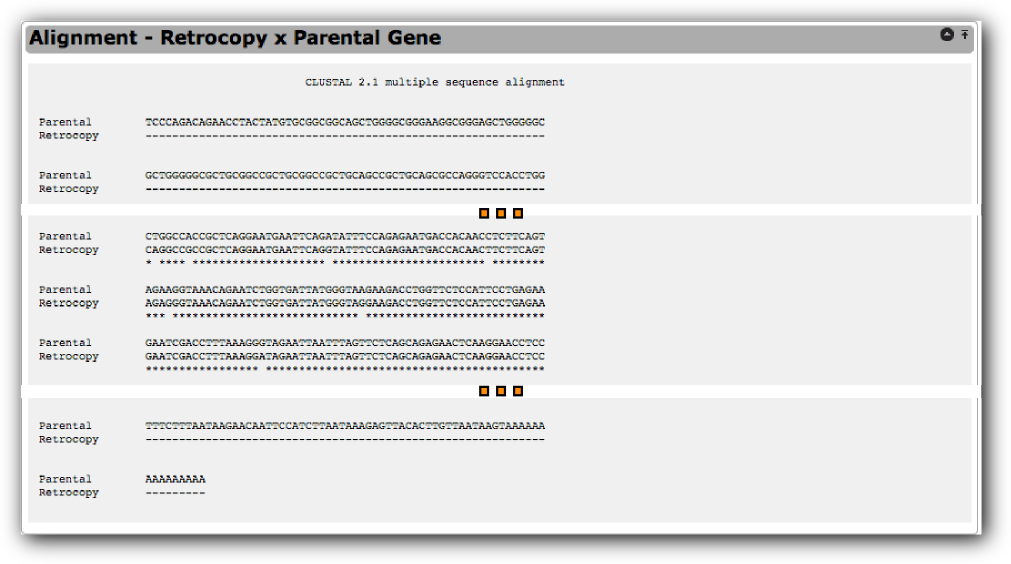 Alignment - Retrocopy x Parental Gene
CLUSTAL 2.1 multiple sequence alignment
Parental TCCCAGACAGAACCTACTATGTGCGGCGGCAGCTGGGGCGGGAAGGCGGGAGCTGGGGGC
Retrocopy ------------------------------------------------------------
Parental GCTGGGGGCGCTGCGGCCGCTGCGGCCGCTGCAGCCGCTGCAGCGCCAGGGTCCACCTGG
Retrocopy ------------------------------------------------------------
Parental CTGGCCACCGCTCAGGAATGAATTCAGATATTTCCAGAGAATGACCACAACCTCTTCAGT
Retrocopy CAGGCCGCCGCTCAGGAATGAATTCAGGTATTTCCAGAGAATGACCACAACTTCTTCAGT
* **** ******************** *********************** ********
Parental AGAAGGTAAACAGAATCTGGTGATTATGGGTAAGAAGACCTGGTTCTCCATTCCTGAGAA
Retrocopy AGAGGGTAAACAGAATCTGGTGATTATGGGTAGGAAGACCTGGTTCTCCATTCCTGAGAA
*** **************************** ***************************
Parental GAATCGACCTTTAAAGGGTAGAATTAATTTAGTTCTCAGCAGAGAACTCAAGGAACCTCC
Retrocopy GAATCGACCTTTAAAGGATAGAATTAATTTAGTTCTCAGCAGAGAACTCAAGGAACCTCC
***************** ******************************************
Parental TTTCTTTAATAAGAACAATTCCATCTTAATAAAGAGTTACACTTGTTAATAAGTAAAAAA
Retrocopy ------------------------------------------------------------
Parental AAAAAAAAA
Retrocopy ---------